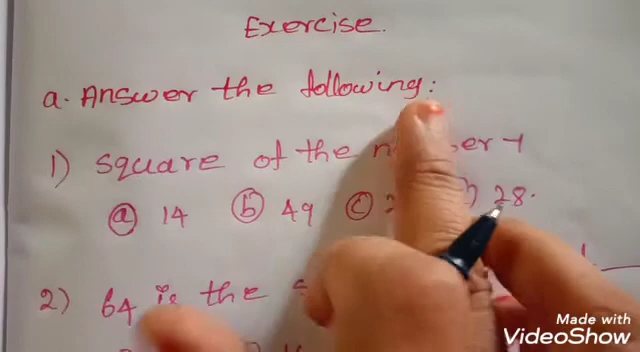 Exercise.
a. Answer the following:
1) Square of the
(a) 14 (b) 49 (c) 28.
2) 64 is the
Made with
VideoShow